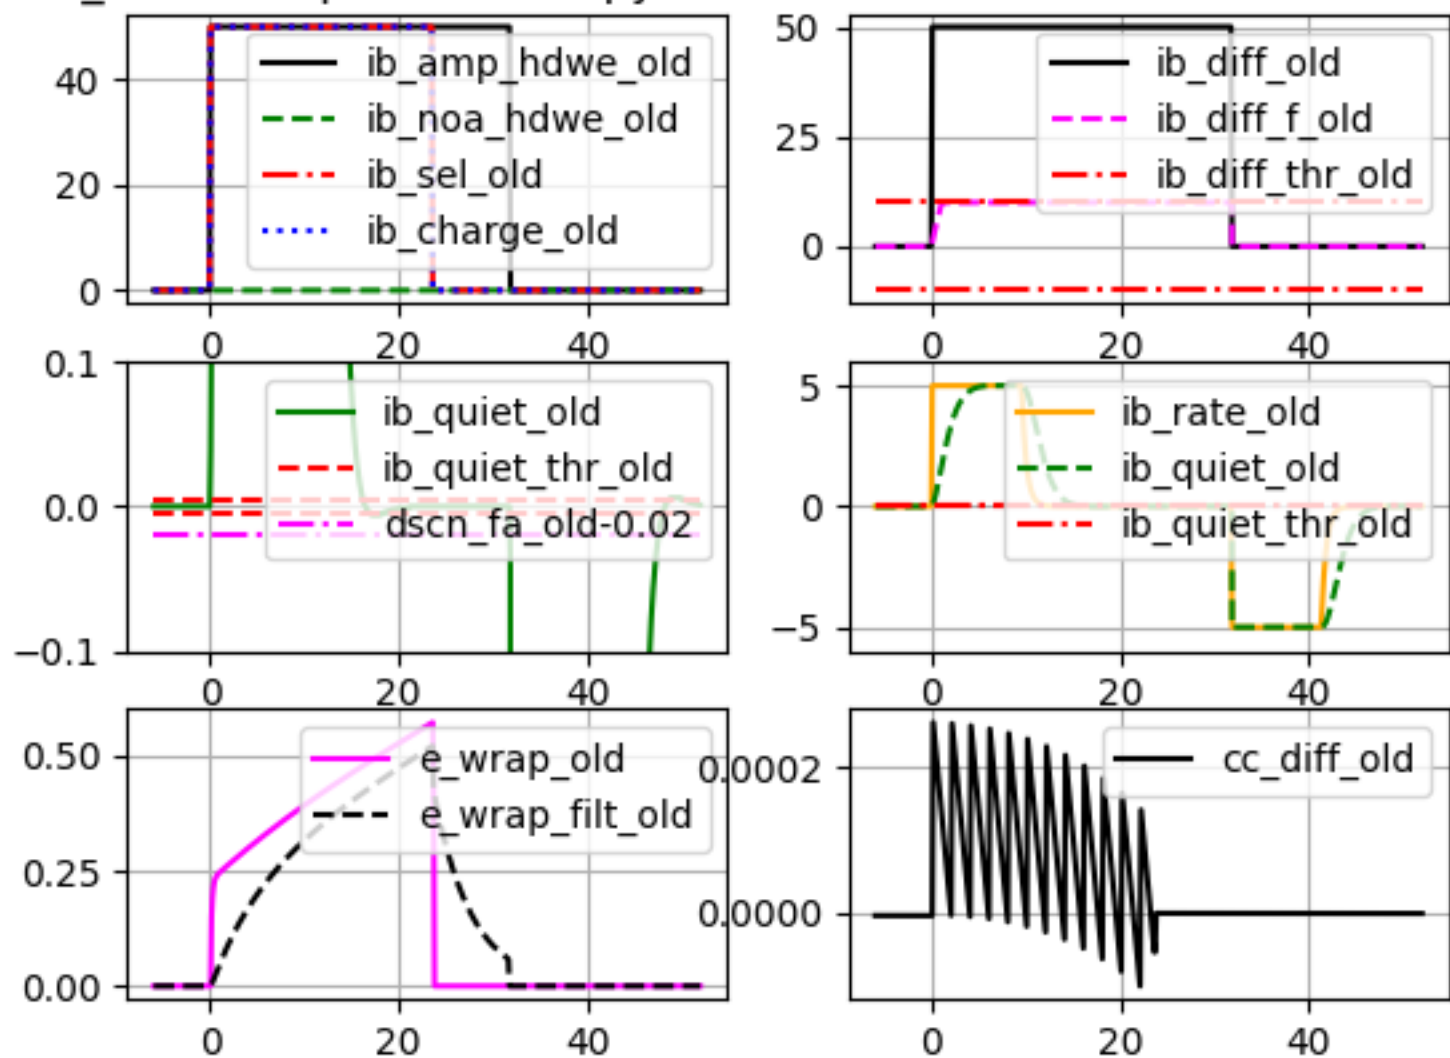 40
20
0
0 20 40
ib_amp_hdwe_old
ib_noa_hdwe_old
ib_sel_old
ib_charge_old
50
25
0
0 20 40
ib_diff_old
ib_diff_f_old
ib_diff_thr_old
0.1
0.0
−0.1
0 20 40
ib_quiet_old
ib_quiet_thr_old
dscn_fa_old-0.02
5
0
−5
0 20 40
ib_rate_old
ib_quiet_old
ib_quiet_thr_old
0.50
0.25
0.00
0 20 40
e_wrap_old
e_wrap_filt_old
0.0002
0.0000
0 20 40
cc_diff_old